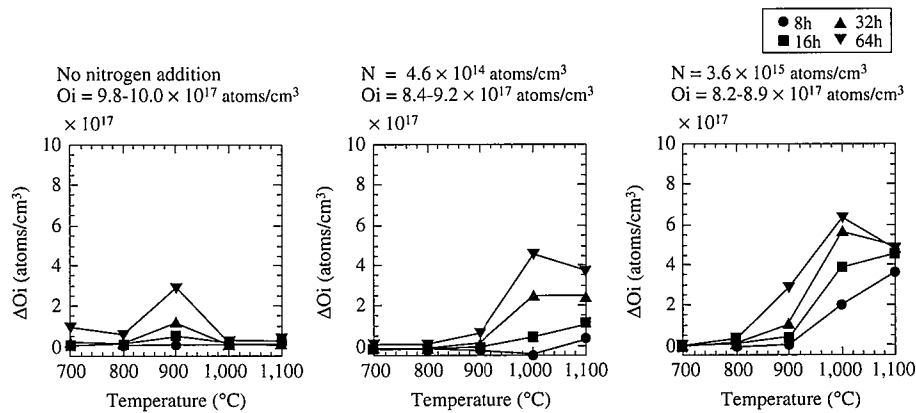 ● 8h ▲ 32h
■ 16h ▼ 64h
No nitrogen addition
Oi = 9.8-10.0 × 10¹⁷ atoms/cm³
× 10¹⁷
10
8
6
4
2
0
ΔOi (atoms/cm³)
700 800 900 1,000 1,100
Temperature (°C)
N = 4.6 × 10¹⁴ atoms/cm³
Oi = 8.4-9.2 × 10¹⁷ atoms/cm³
× 10¹⁷
10
8
6
4
2
0
ΔOi (atoms/cm³)
700 800 900 1,000 1,100
Temperature (°C)
N = 3.6 × 10¹⁵ atoms/cm³
Oi = 8.2-8.9 × 10¹⁷ atoms/cm³
× 10¹⁷
10
8
6
4
2
0
ΔOi (atoms/cm³)
700 800 900 1,000 1,100
Temperature (°C)